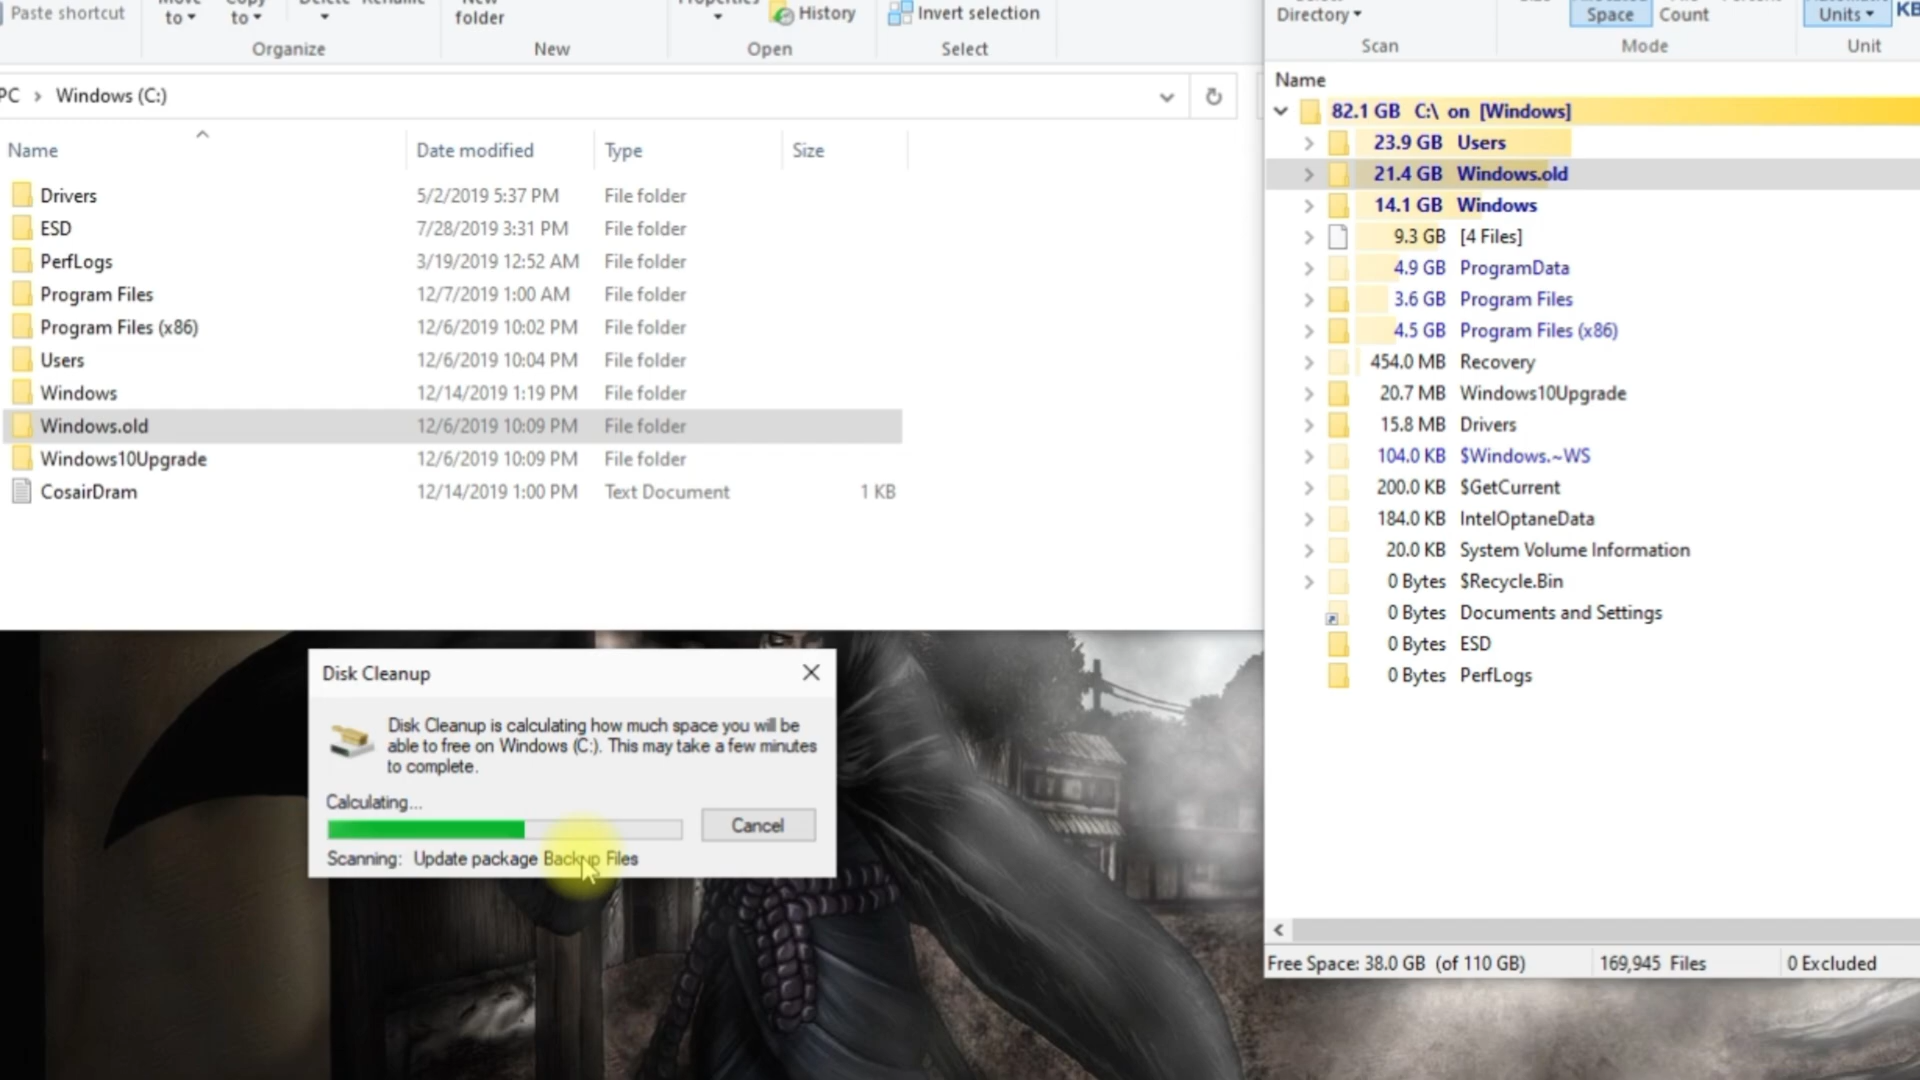 Paste shortcut
Move to
Copy to
Delete
Rename
New folder
Properties
History
Invert selection
Organize
New
Open
Select
PC › Windows (C:)
Name Date modified Type Size
Drivers 5/2/2019 5:37 PM File folder
ESD 7/28/2019 3:31 PM File folder
PerfLogs 3/19/2019 12:52 AM File folder
Program Files 12/7/2019 1:00 AM File folder
Program Files (x86) 12/6/2019 10:02 PM File folder
Users 12/6/2019 10:04 PM File folder
Windows 12/14/2019 1:19 PM File folder
Windows.old 12/6/2019 10:09 PM File folder
Windows10Upgrade 12/6/2019 10:09 PM File folder
CosairDram 12/14/2019 1:00 PM Text Document 1 KB
Disk Cleanup
Disk Cleanup is calculating how much space you will be
able to free on Windows (C:). This may take a few minutes
to complete.
Calculating...
Cancel
Scanning: Update package Backup Files
Directory
Size
Space
Count
Percent
Units
KB
Scan
Mode
Unit
Name
82.1 GB C:\ on [Windows]
23.9 GB Users
21.4 GB Windows.old
14.1 GB Windows
9.3 GB [4 Files]
4.9 GB ProgramData
3.6 GB Program Files
4.5 GB Program Files (x86)
454.0 MB Recovery
20.7 MB Windows10Upgrade
15.8 MB Drivers
104.0 KB $Windows.~WS
200.0 KB $GetCurrent
184.0 KB IntelOptaneData
20.0 KB System Volume Information
0 Bytes $Recycle.Bin
0 Bytes Documents and Settings
0 Bytes ESD
0 Bytes PerfLogs
Free Space: 38.0 GB (of 110 GB) 169,945 Files 0 Excluded